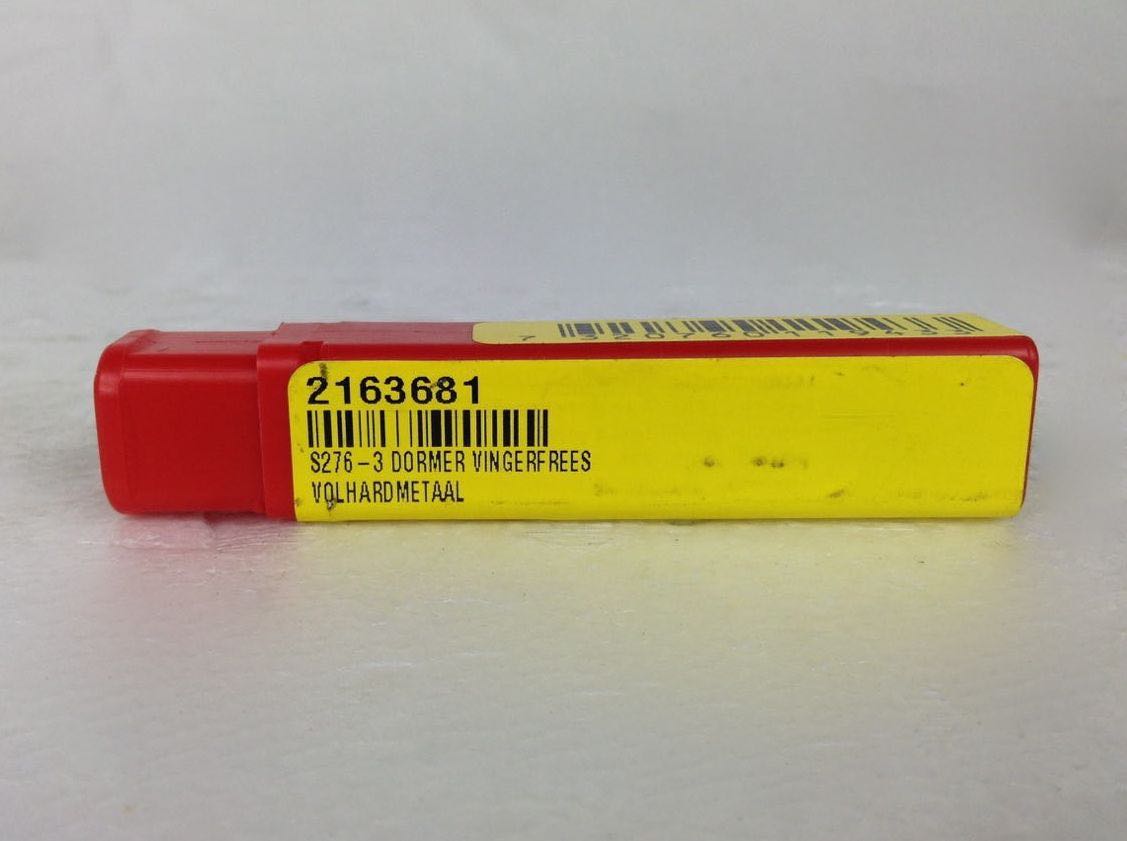 2163681
S276-3 DORMER VINGERFREES
VOLHARDMETAAL